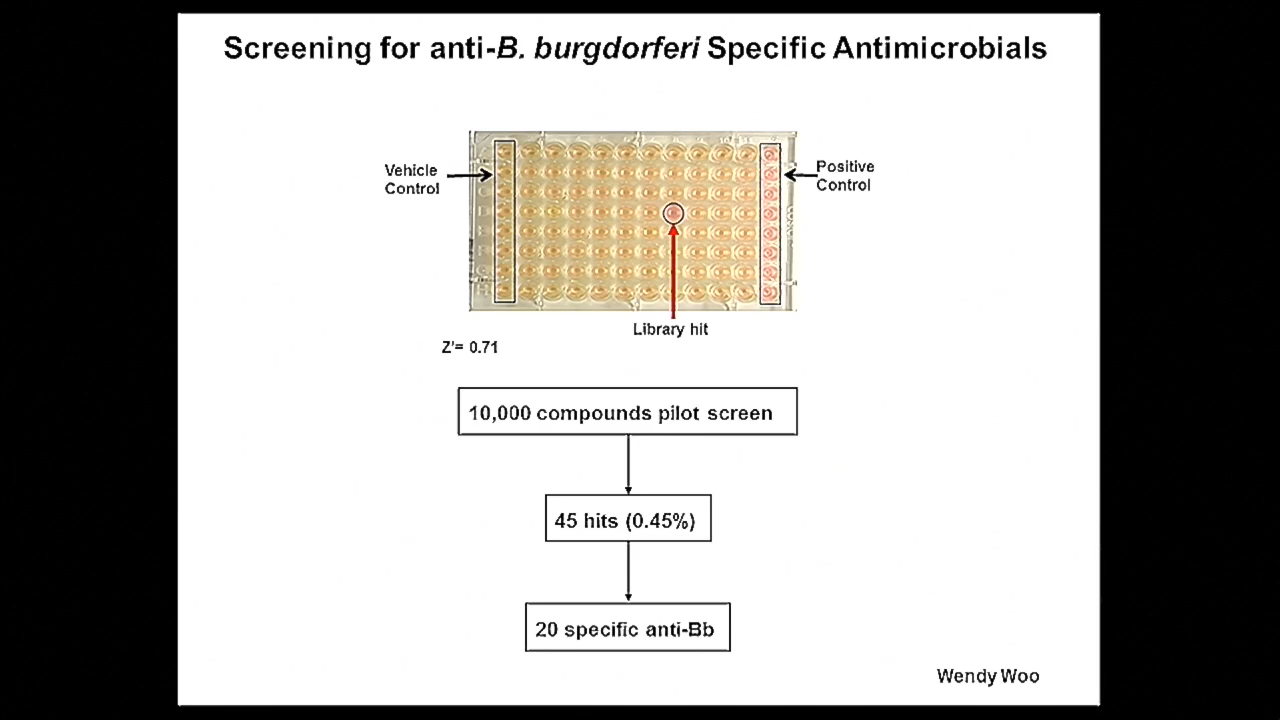 Screening for anti-B. burgdorferi Specific Antimicrobials
Vehicle
Control
Positive
Control
Library hit
Z'= 0.71
10,000 compounds pilot screen
45 hits (0.45%)
20 specific anti-Bb
Wendy Woo